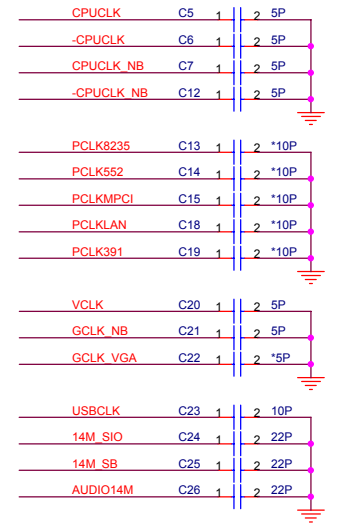 CPUCLK C5 1 2 5P
-CPUCLK C6 1 2 5P
CPUCLK_NB C7 1 2 5P
-CPUCLK_NB C12 1 2 5P
PCLK8235 C13 1 2 *10P
PCLK552 C14 1 2 *10P
PCLKMPCI C15 1 2 *10P
PCLKLAN C18 1 2 *10P
PCLK391 C19 1 2 *10P
VCLK C20 1 2 5P
GCLK_NB C21 1 2 5P
GCLK_VGA C22 1 2 *5P
USBCLK C23 1 2 10P
14M_SIO C24 1 2 22P
14M_SB C25 1 2 22P
AUDIO14M C26 1 2 22P